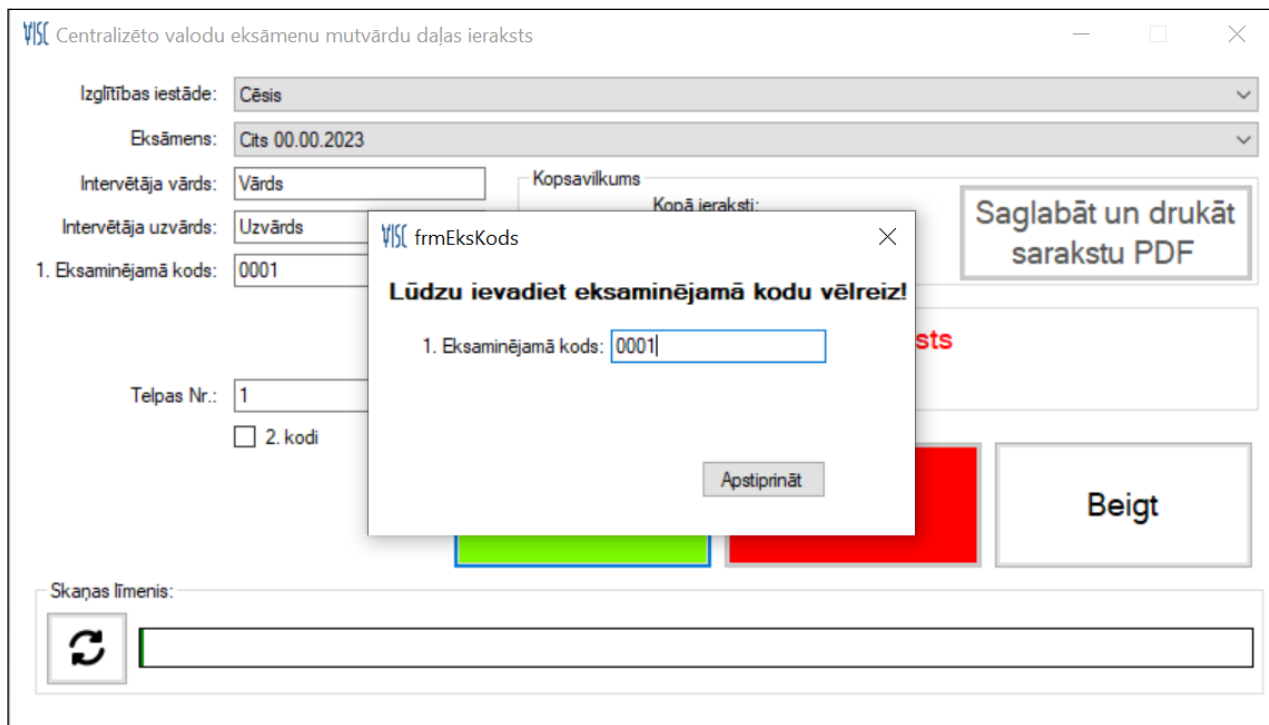 VISC Centralizēto valodu eksāmenu mutvārdu daļas ieraksts
Izglītības iestāde: Cēsis
Eksāmens: Cits 00.00.2023
Intervētāja vārds: Vārds
Kopsavilkums
Kopā ieraksti:
Saglabāt un drukāt
sarakstu PDF
Intervētāja uzvārds: Uzvārds
1. Eksaminējamā kods: 0001
VISC frmEksKods
Lūdzu ievadiet eksaminējamā kodu vēlreiz!
1. Eksaminējamā kods: 0001
Apstiprināt
sts
Telpas Nr.: 1
2. kodi
Beigt
Skaņas līmenis: